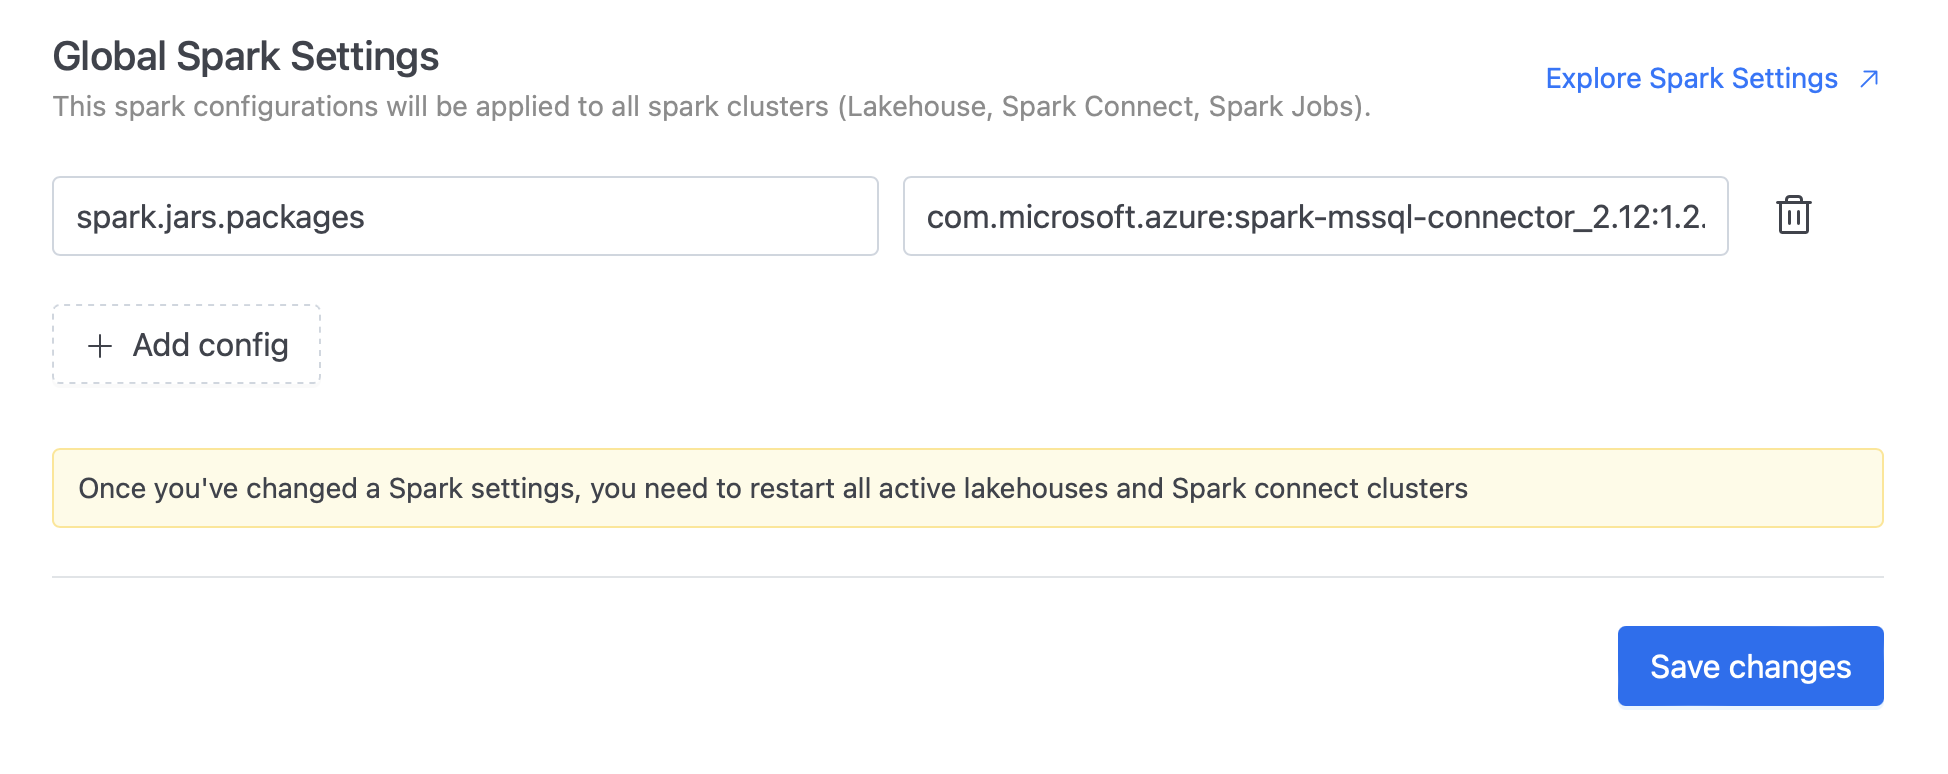 Global Spark Settings
Explore Spark Settings
This spark configurations will be applied to all spark clusters (Lakehouse, Spark Connect, Spark Jobs).
spark.jars.packages
com.microsoft.azure:spark-mssql-connector_2.12:1.2.
Add config
Once you've changed a Spark settings, you need to restart all active lakehouses and Spark connect clusters
Save changes